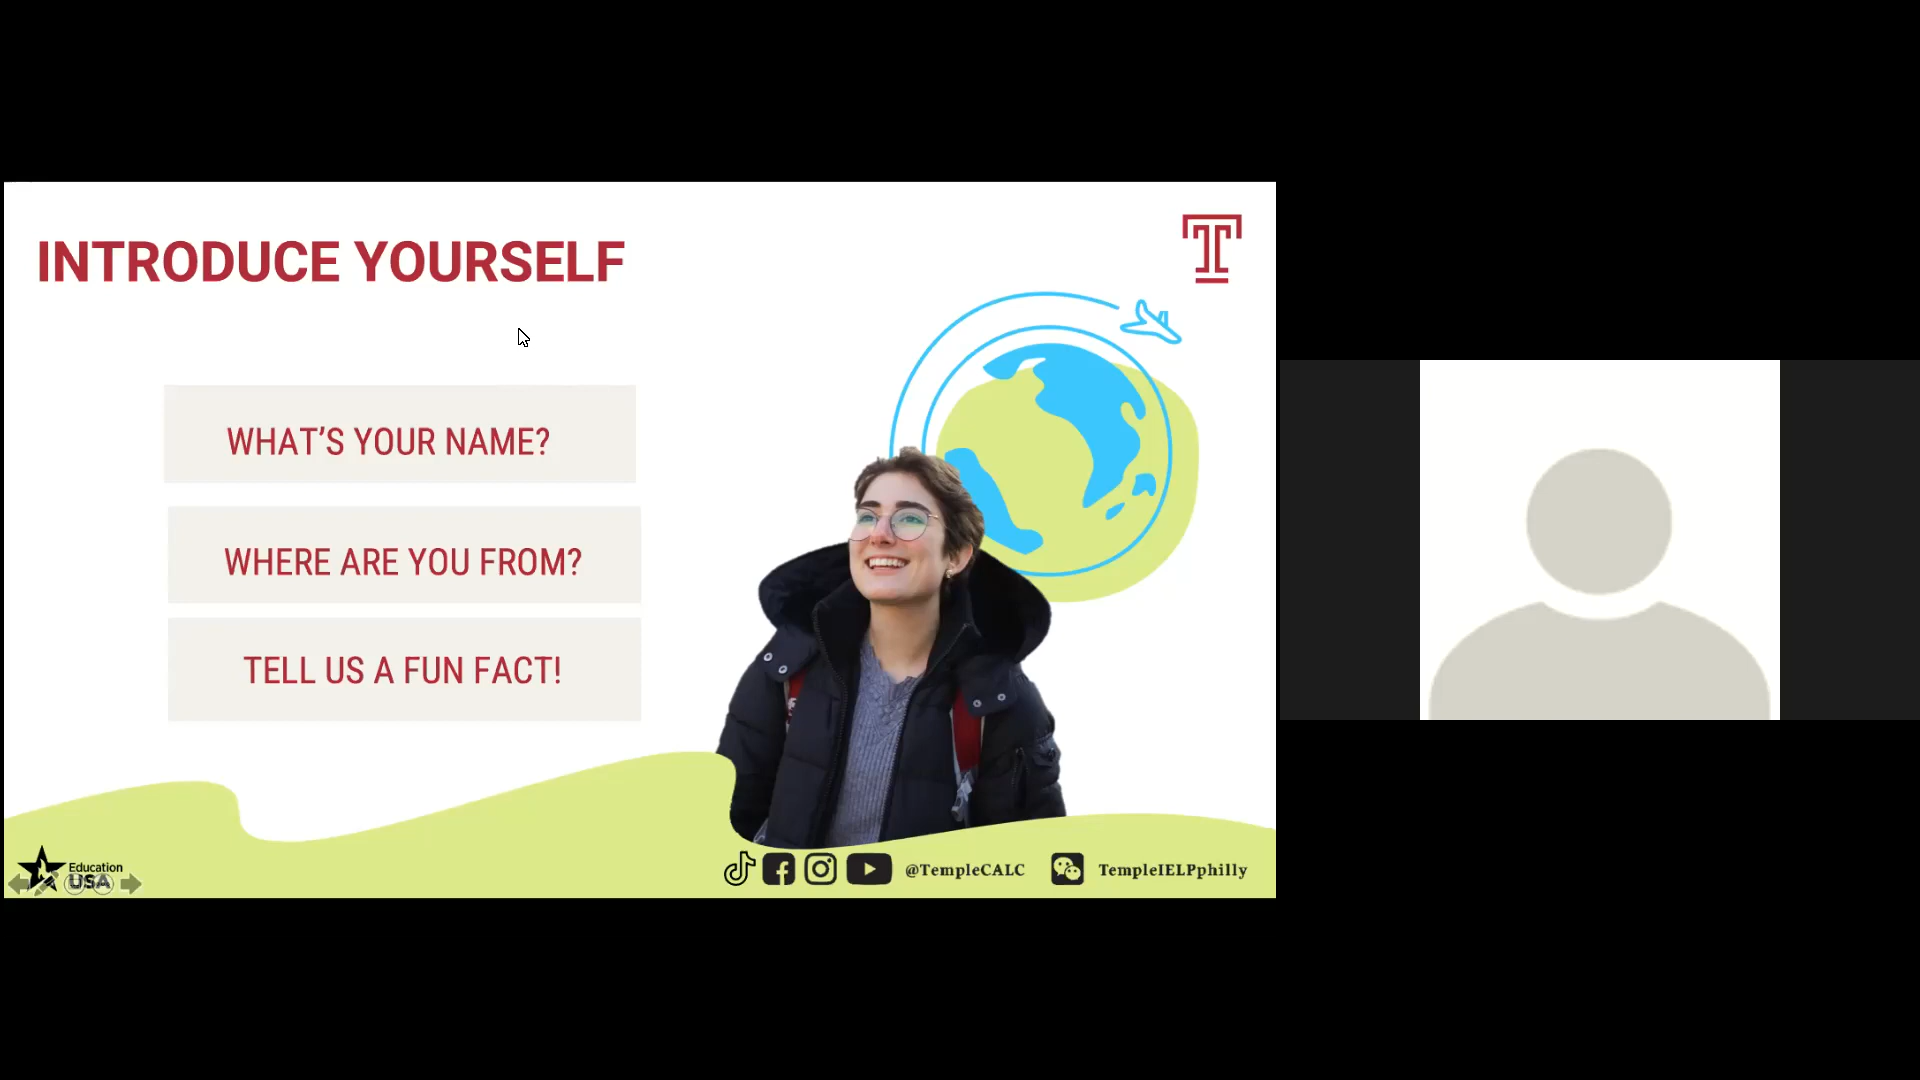 INTRODUCE YOURSELF
WHAT’S YOUR NAME?
WHERE ARE YOU FROM?
TELL US A FUN FACT!
Education
USA
@TempleCALC
TempleIELPphilly